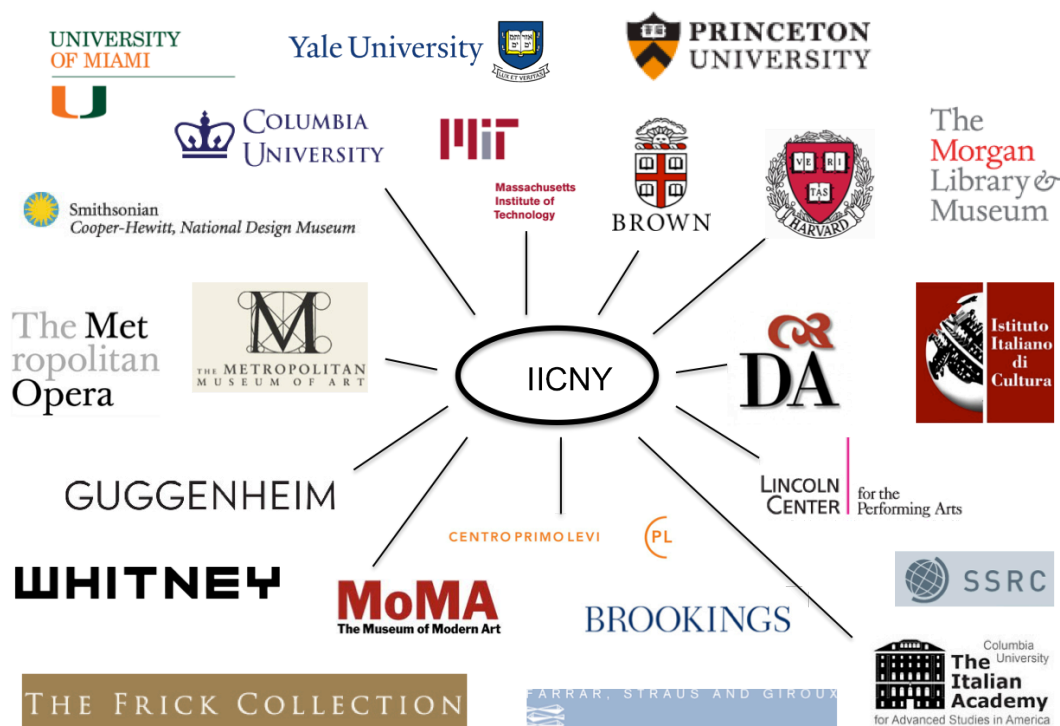 UNIVERSITY
OF MIAMI
Yale University
LUX ET VERITAS
PRINCETON
UNIVERSITY
COLUMBIA
UNIVERSITY
MIT
Massachusetts
Institute of
Technology
BROWN
VE RI
TAS
HARVARD
The
Morgan
Library &
Museum
Smithsonian
Cooper-Hewitt, National Design Museum
The Met
ropolitan
Opera
M
THE METROPOLITAN
MUSEUM OF ART
IICNY
DA
Istituto
Italiano
di
Cultura
GUGGENHEIM
LINCOLN
CENTER
for the
Performing Arts
CENTRO PRIMO LEVI
PL
WHITNEY
MoMA
The Museum of Modern Art
BROOKINGS
SSRC
Columbia
University
The
Italian
Academy
for Advanced Studies in America
THE FRICK COLLECTION
FARRAR, STRAUS AND GIROUX